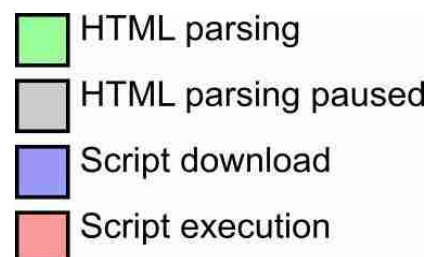 HTML parsing
HTML parsing paused
Script download
Script execution